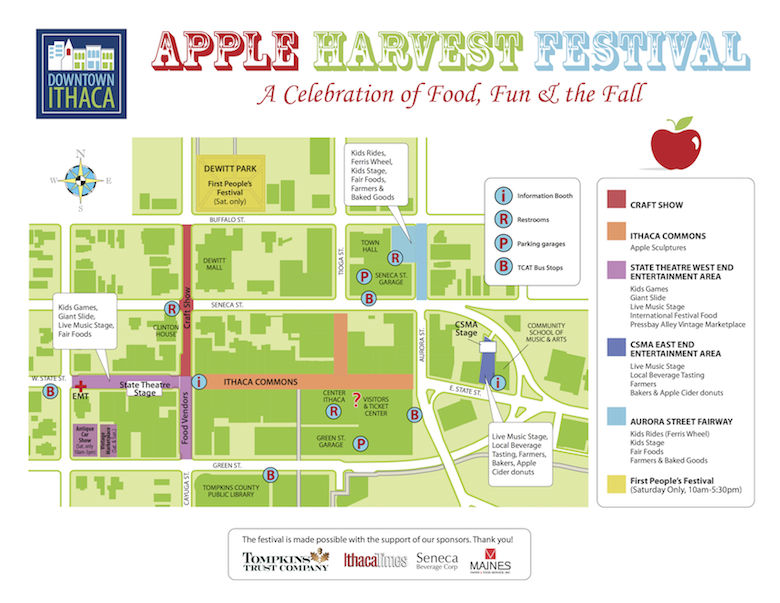 DOWNTOWN
ITHACA
APPLE HARVEST FESTIVAL
A Celebration of Food, Fun & the Fall
N
W E
S
DEWITT PARK
First People's
Festival
(Sat. only)
BUFFALO ST.
Kids Rides,
Ferris Wheel,
Kids Stage,
Fair Foods,
Farmers &
Baked Goods
i Information Booth
R Restrooms
P Parking garages
B TCAT Bus Stops
DEWITT
MALL
TIOGA ST.
TOWN
HALL
R
P SENECA ST.
GARAGE
B
SENECA ST.
Kids Games,
Giant Slide,
Live Music Stage,
Fair Foods
R
CLINTON
HOUSE
Craft Show
AURORA ST.
CSMA
Stage
COMMUNITY
SCHOOL OF
MUSIC & ARTS
W. STATE ST.
B
EMT
State Theatre
Stage
i
ITHACA COMMONS
E. STATE ST.
i
Food Vendors
CENTER
ITHACA
R
?
VISITORS
& TICKET
CENTER
B
GREEN ST.
GARAGE
P
Antique
Car
Show
(Sat. only
10am-3pm)
Vintage
Marketplace
(Sat. & Sun.)
Live Music Stage,
Local Beverage
Tasting, Farmers,
Bakers, Apple
Cider donuts
GREEN ST.
B
CAYUGA ST.
TOMPKINS COUNTY
PUBLIC LIBRARY
CRAFT SHOW
ITHACA COMMONS
Apple Sculptures
STATE THEATRE WEST END
ENTERTAINMENT AREA
Kids Games
Giant Slide
Live Music Stage
International Festival Food
Pressbay Alley Vintage Marketplace
CSMA EAST END
ENTERTAINMENT AREA
Live Music Stage
Local Beverage Tasting
Farmers
Bakers & Apple Cider donuts
AURORA STREET FAIRWAY
Kids Rides (Ferris Wheel)
Kids Stage
Fair Foods
Farmers & Baked Goods
First People's Festival
(Saturday Only, 10am-5:30pm)
The festival is made possible with the support of our sponsors. Thank you!
TOMPKINS
TRUST COMPANY
IthacaTimes
Seneca
Beverage Corp
M
MAINES